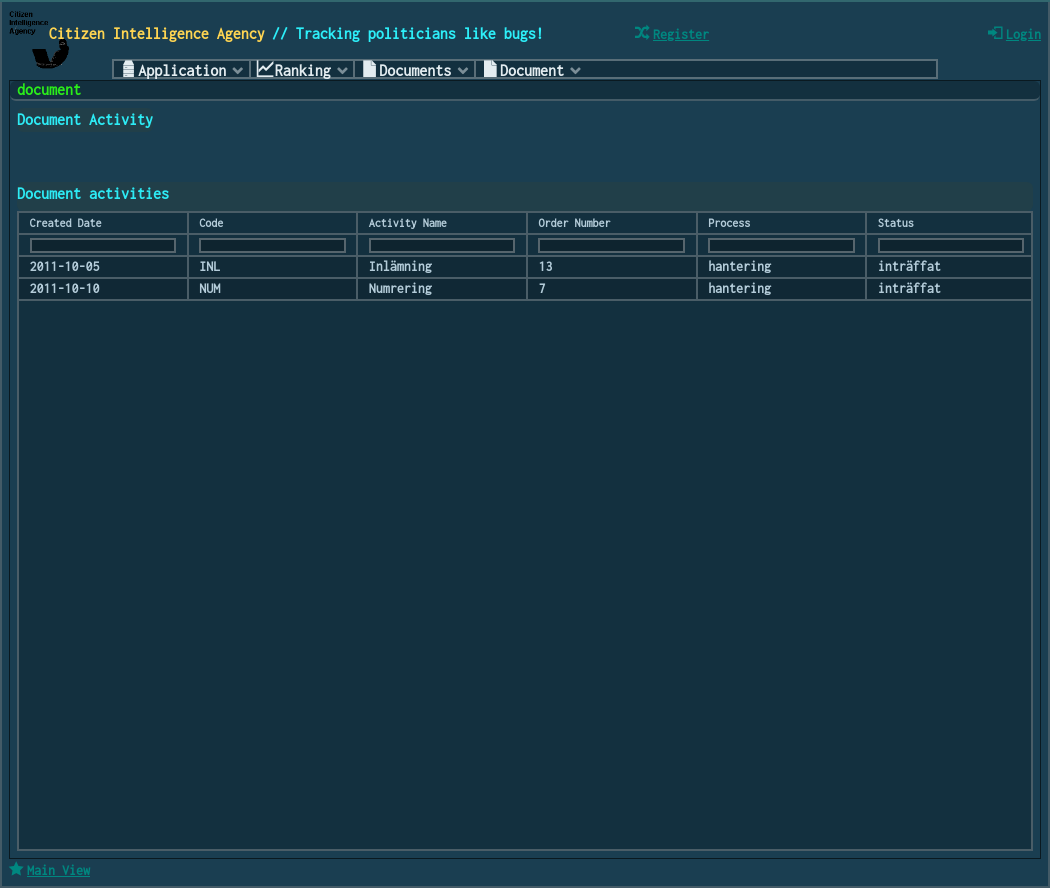 Citizen
Intelligence
Agency
Citizen Intelligence Agency // Tracking politicians like bugs!
Register
Login
Application
Ranking
Documents
Document
document
Document Activity
Document activities
Created Date Code Activity Name Order Number Process Status
2011-10-05 INL Inlämning 13 hantering inträffat
2011-10-10 NUM Numrering 7 hantering inträffat
Main View